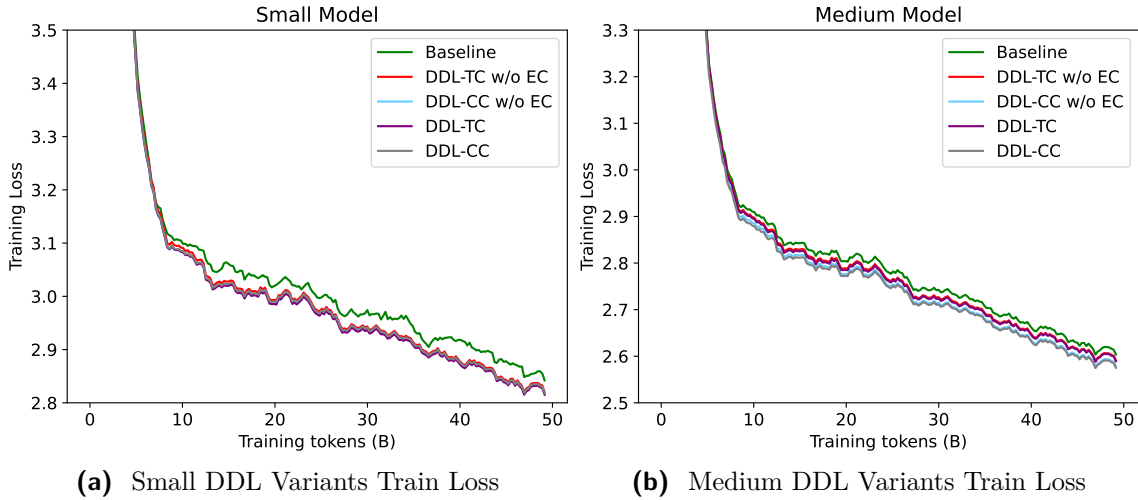 Small Model
3.5
3.4
3.3
3.2
3.1
3.0
2.9
2.8
Training Loss
0 10 20 30 40 50
Training tokens (B)
Baseline
DDL-TC w/o EC
DDL-CC w/o EC
DDL-TC
DDL-CC
(a) Small DDL Variants Train Loss
Medium Model
3.3
3.2
3.1
3.0
2.9
2.8
2.7
2.6
2.5
Training Loss
0 10 20 30 40 50
Training tokens (B)
Baseline
DDL-TC w/o EC
DDL-CC w/o EC
DDL-TC
DDL-CC
(b) Medium DDL Variants Train Loss